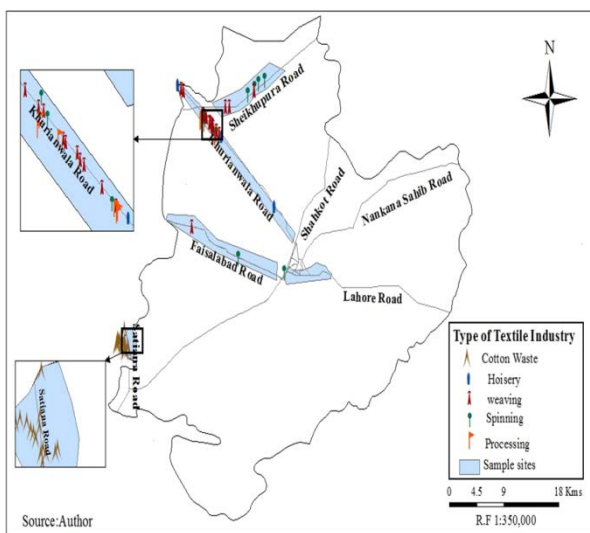 N
Sheikhupura Road
Khurianwala Road
Khurianwala Road
Shahkot Road
Nankana Sahib Road
Faisalabad Road
Lahore Road
Satiana Road
Satiana Road
Type of Textile Industry
Cotton Waste
Hoisery
weaving
Spinning
Processing
Sample sites
0 4.5 9 18 Kms
R.F 1:350,000
Source:Author